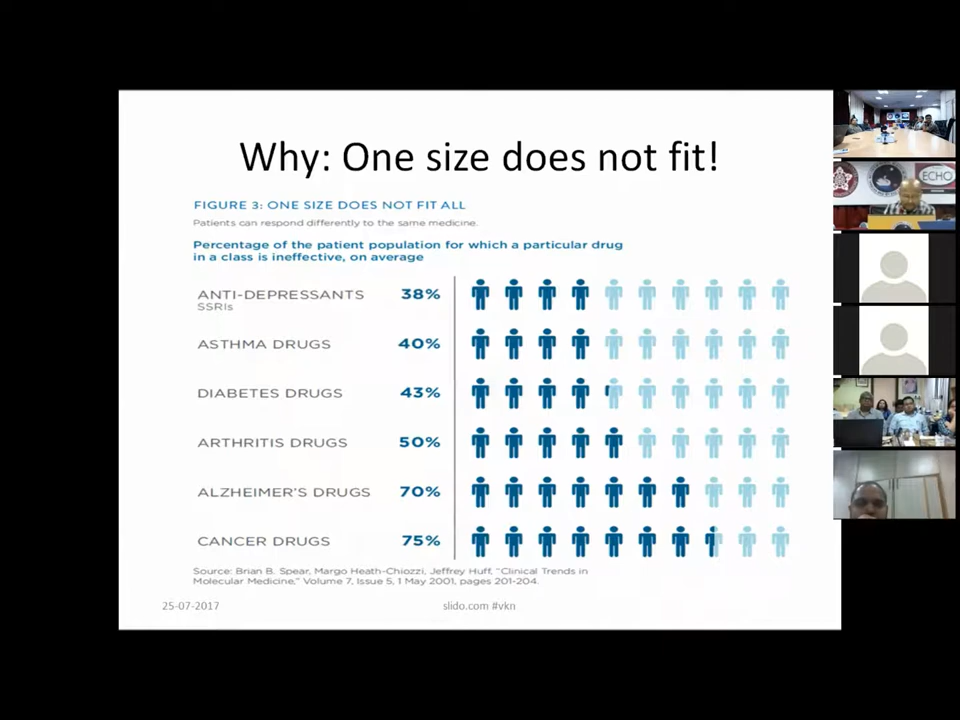 Why: One size does not fit!
FIGURE 3: ONE SIZE DOES NOT FIT ALL
Patients can respond differently to the same medicine.
Percentage of the patient population for which a particular drug
in a class is ineffective, on average
ANTI-DEPRESSANTS 38%
SSRIs
ASTHMA DRUGS 40%
DIABETES DRUGS 43%
ARTHRITIS DRUGS 50%
ALZHEIMER'S DRUGS 70%
CANCER DRUGS 75%
Source: Brian B. Spear, Margo Heath-Chiozzi, Jeffrey Huff, "Clinical Trends in
Molecular Medicine," Volume 7, Issue 5, 1 May 2001, pages 201-204.
25-07-2017 slido.com #vkn
ECHO